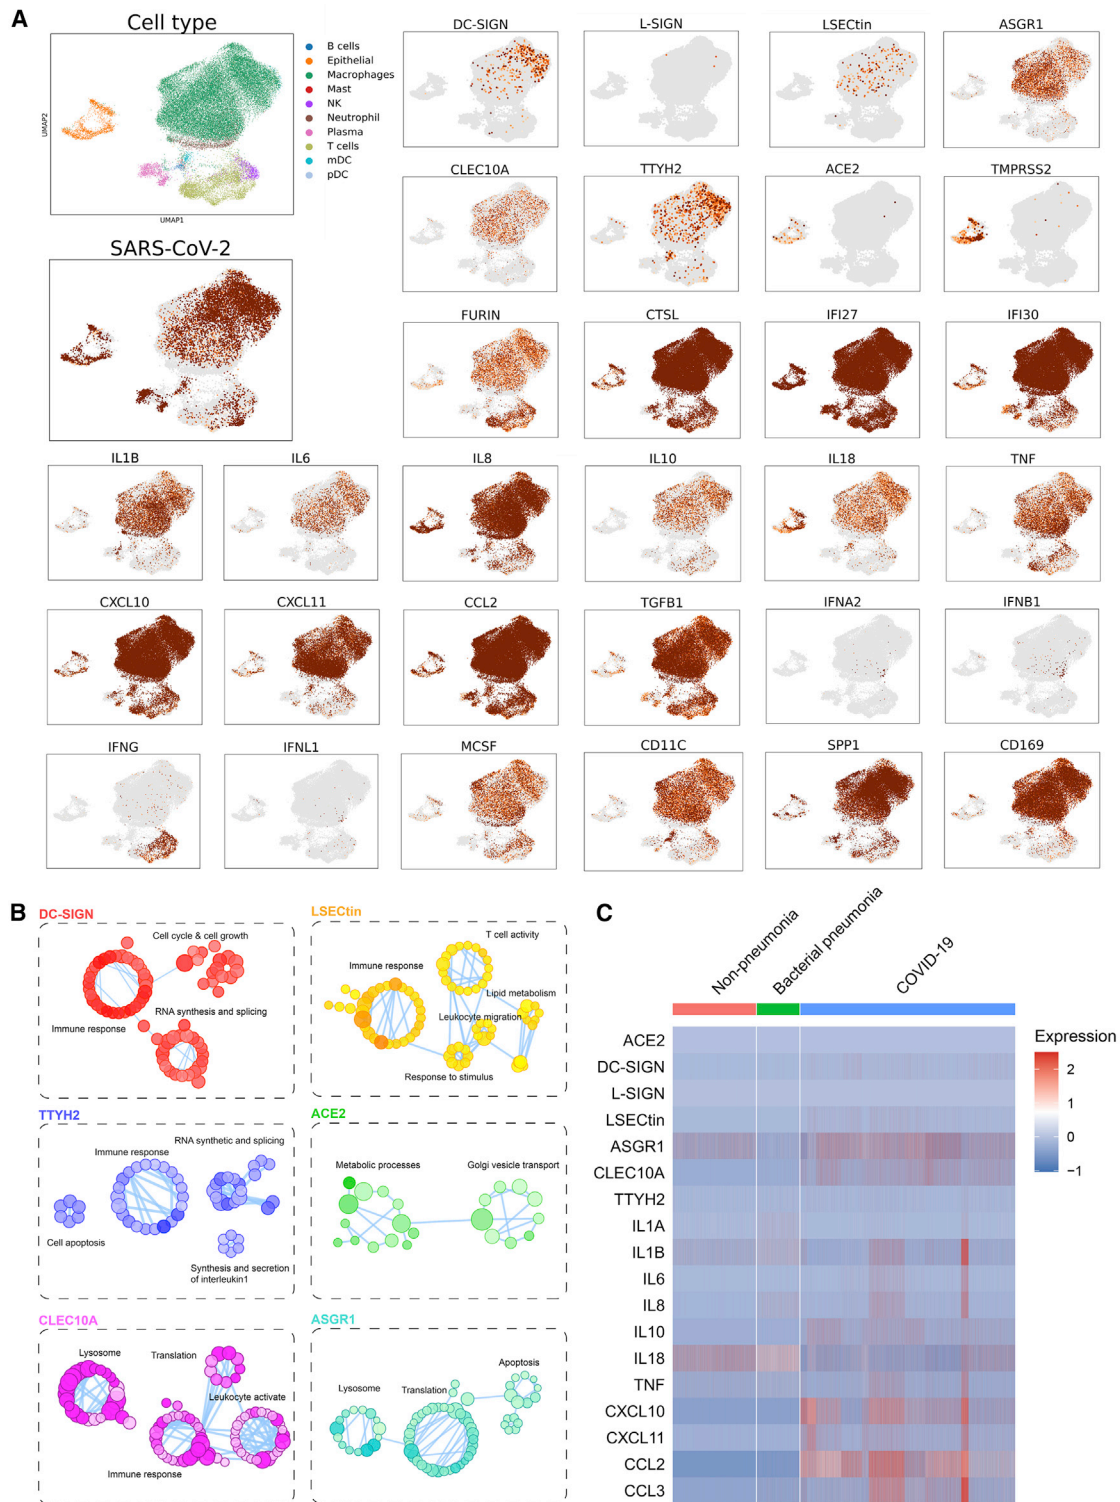 A
Cell type
UMAP2
UMAP1
B cells
Epithelial
Macrophages
Mast
NK
Neutrophil
Plasma
T cells
mDC
pDC
DC-SIGN
L-SIGN
LSECtin
ASGR1
CLEC10A
TTYH2
ACE2
TMPRSS2
SARS-CoV-2
FURIN
CTSL
IFI27
IFI30
IL1B
IL6
IL8
IL10
IL18
TNF
CXCL10
CXCL11
CCL2
TGFB1
IFNA2
IFNB1
IFNG
IFNL1
MCSF
CD11C
SPP1
CD169
B
DC-SIGN
Cell cycle & cell growth
Immune response
RNA synthesis and splicing
LSECtin
T cell activity
Immune response
Lipid metabolism
Leukocyte migration
Response to stimulus
TTYH2
RNA synthetic and splicing
Immune response
Cell apoptosis
Synthesis and secretion
of interleukin1
ACE2
Metabolic processes
Golgi vesicle transport
CLEC10A
Lysosome
Translation
Leukocyte activate
Immune response
ASGR1
Apoptosis
Lysosome
Translation
C
Non-pneumonia
Bacterial pneumonia
COVID-19
ACE2
DC-SIGN
L-SIGN
LSECtin
ASGR1
CLEC10A
TTYH2
IL1A
IL1B
IL6
IL8
IL10
IL18
TNF
CXCL10
CXCL11
CCL2
CCL3
Expression
2
1
0
−1